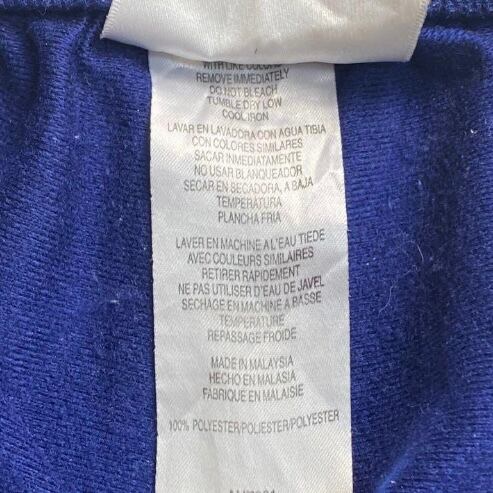 WITH LIKE COLORS
REMOVE IMMEDIATELY
DO NOT BLEACH
TUMBLE DRY LOW
COOL IRON
LAVAR EN LAVADORA CON AGUA TIBIA
CON COLORES SIMILARES
SACAR INMEDIATAMENTE
NO USAR BLANQUEADOR
SECAR EN SECADORA, A BAJA
TEMPERATURA
PLANCHA FRIA
LAVER EN MACHINE A L'EAU TIEDE
AVEC COULEURS SIMILAIRES
RETIRER RAPIDEMENT
NE PAS UTILISER D'EAU DE JAVEL
SECHAGE EN MACHINE A BASSE
TEMPERATURE
REPASSAGE FROIDE
MADE IN MALAYSIA
HECHO EN MALASIA
FABRIQUE EN MALAISIE
100% POLYESTER/POLIESTER/POLYESTER